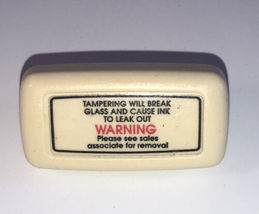 TAMPERING WILL BREAK
GLASS AND CAUSE INK
TO LEAK OUT
WARNING
Please see sales
associate for removal